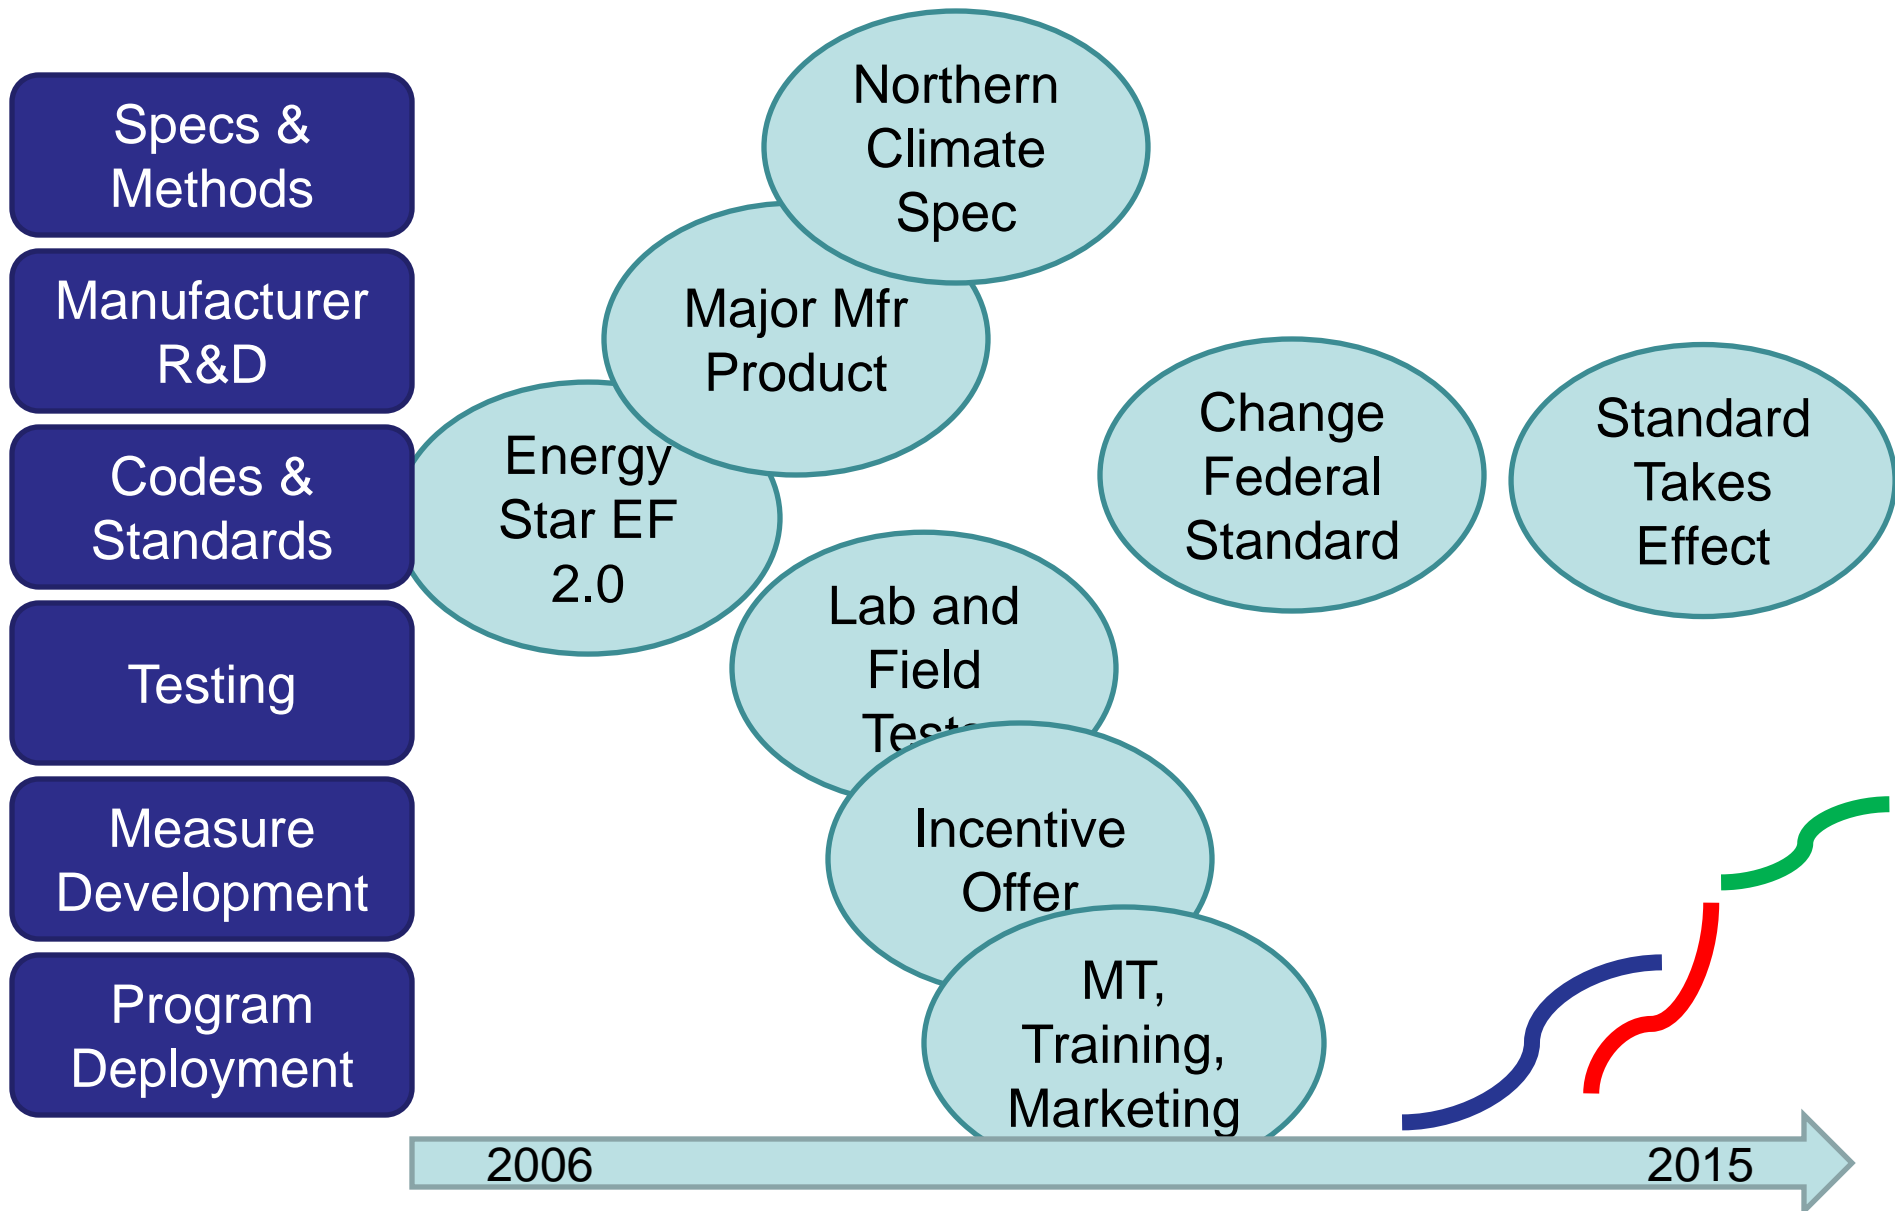 Specs &
Methods
Manufacturer
R&D
Codes &
Standards
Testing
Measure
Development
Program
Deployment
Northern
Climate
Spec
Major Mfr
Product
Energy
Star EF
2.0
Change
Federal
Standard
Standard
Takes
Effect
Lab and
Field
Tests
Incentive
Offer
MT,
Training,
Marketing
2006
2015